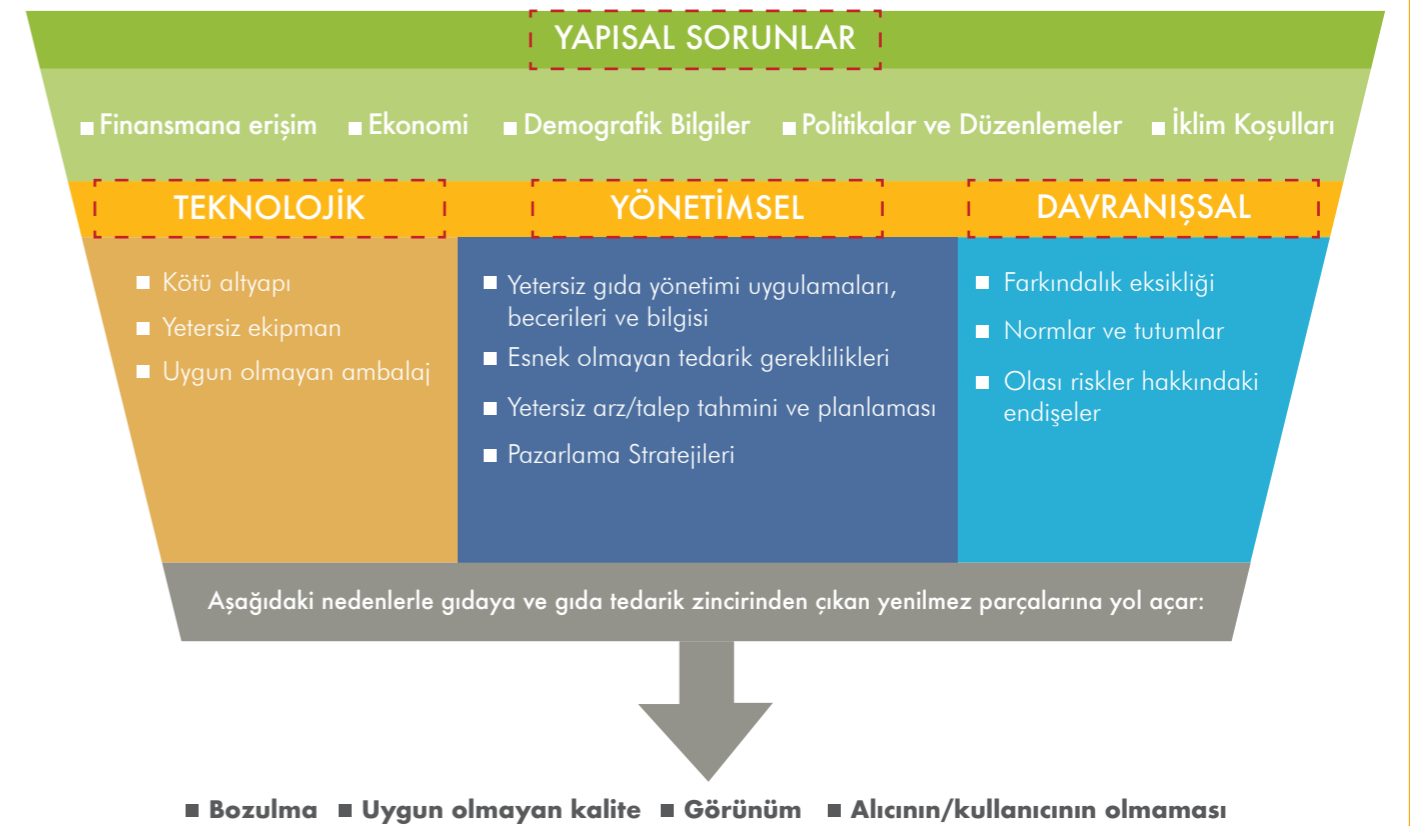 YAPISAL SORUNLAR
Finansmana erişim
Ekonomi
Demografik Bilgiler
Politikalar ve Düzenlemeler
İklim Koşulları
TEKNOLOJİK
Kötü altyapı
Yetersiz ekipman
Uygun olmayan ambalaj
YÖNETİMSEL
Yetersiz gıda yönetimi uygulamaları,
becerileri ve bilgisi
Esnek olmayan tedarik gereklilikleri
Yetersiz arz/talep tahmini ve planlaması
Pazarlama Stratejileri
DAVRANIŞSAL
Farkındalık eksikliği
Normlar ve tutumlar
Olası riskler hakkındaki
endişeler
Aşağıdaki nedenlerle gıdaya ve gıda tedarik zincirinden çıkan yenilmez parçalarına yol açar:
Bozulma
Uygun olmayan kalite
Görünüm
Alıcının/kullanıcının olmaması